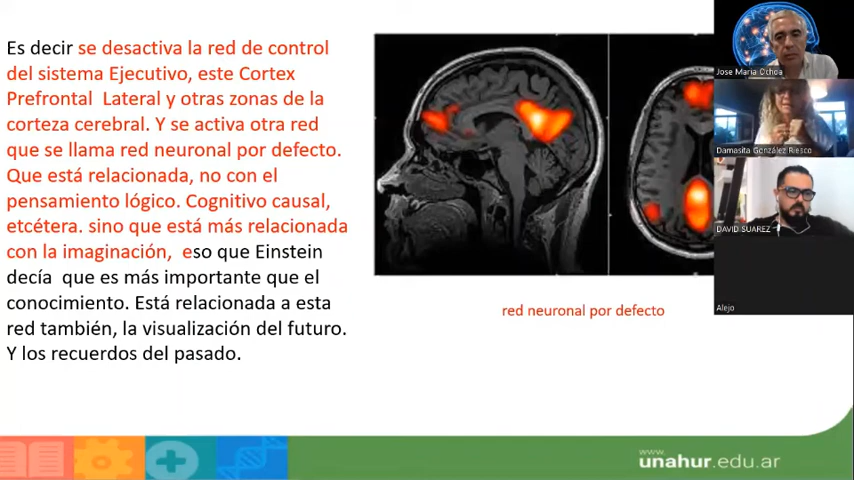 Es decir se desactiva la red de control
del sistema Ejecutivo, este Cortex
Prefrontal Lateral y otras zonas de la
corteza cerebral. Y se activa otra red
que se llama red neuronal por defecto.
Que está relacionada, no con el
pensamiento lógico. Cognitivo causal,
etcétera. sino que está más relacionada
con la imaginación, eso que Einstein
decía que es más importante que el
conocimiento. Está relacionada a esta
red también, la visualización del futuro.
Y los recuerdos del pasado.
red neuronal por defecto
Jose Maria Ochoa
Damasita González Riesco
DAVID SUAREZ
Alejo
www.
unahur.edu.ar